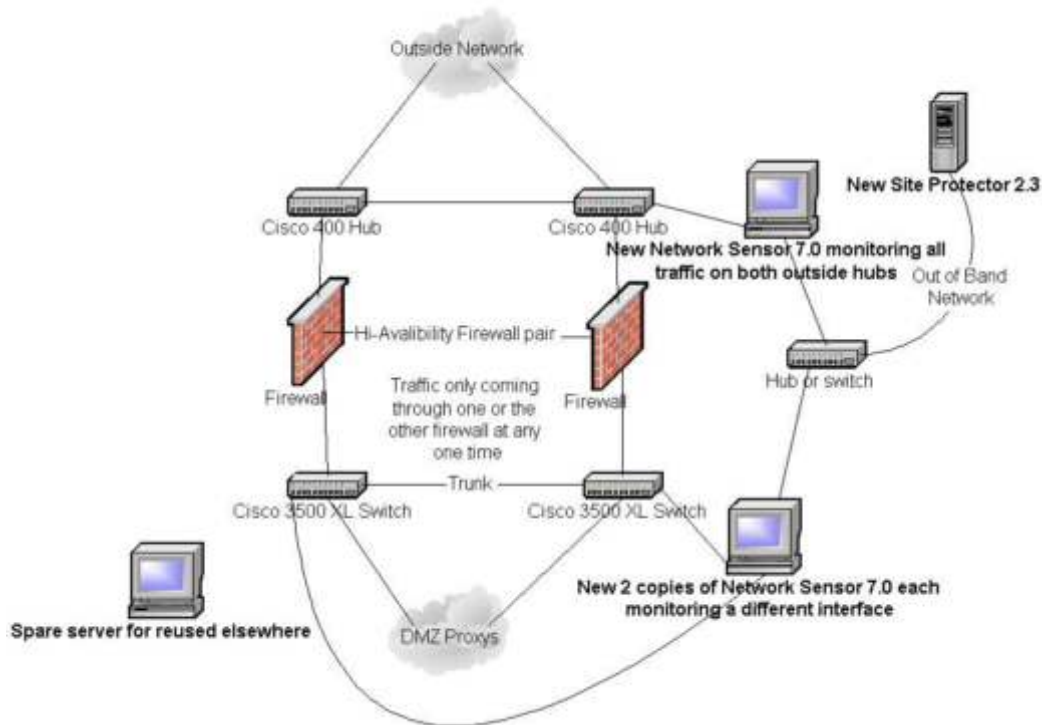 Outside Network
New Site Protector 2.3
Cisco 400 Hub
Cisco 400 Hub
New Network Sensor 7.0 monitoring all
traffic on both outside hubs
Out of Band
Network
Hi-Avalibility Firewall pair
Hub or switch
Firewall
Firewall
Traffic only coming
through one or the
other firewall at any
one time
Trunk
Cisco 3500 XL Switch
Cisco 3500 XL Switch
New 2 copies of Network Sensor 7.0 each
monitoring a different interface
Spare server for reused elsewhere
DMZ Proxys